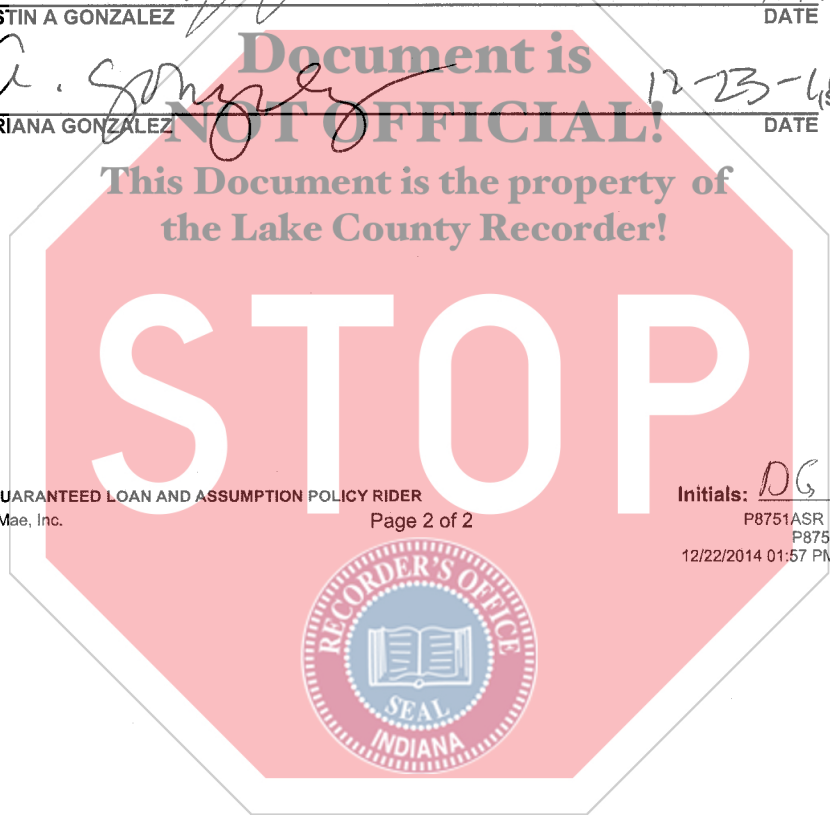 STIN A GONZALEZ DATE
Document is
a. Gonzalez 12-23-
RIANA GONZALEZ DATE
NOT OFFICIAL!
This Document is the property of
the Lake County Recorder!
STOP
UARANTEED LOAN AND ASSUMPTION POLICY RIDER Initials: DG
Mae, Inc. Page 2 of 2 P8751ASR
P875
12/22/2014 01:57 PM
RECORDER'S OFFICE
SEAL
INDIANA